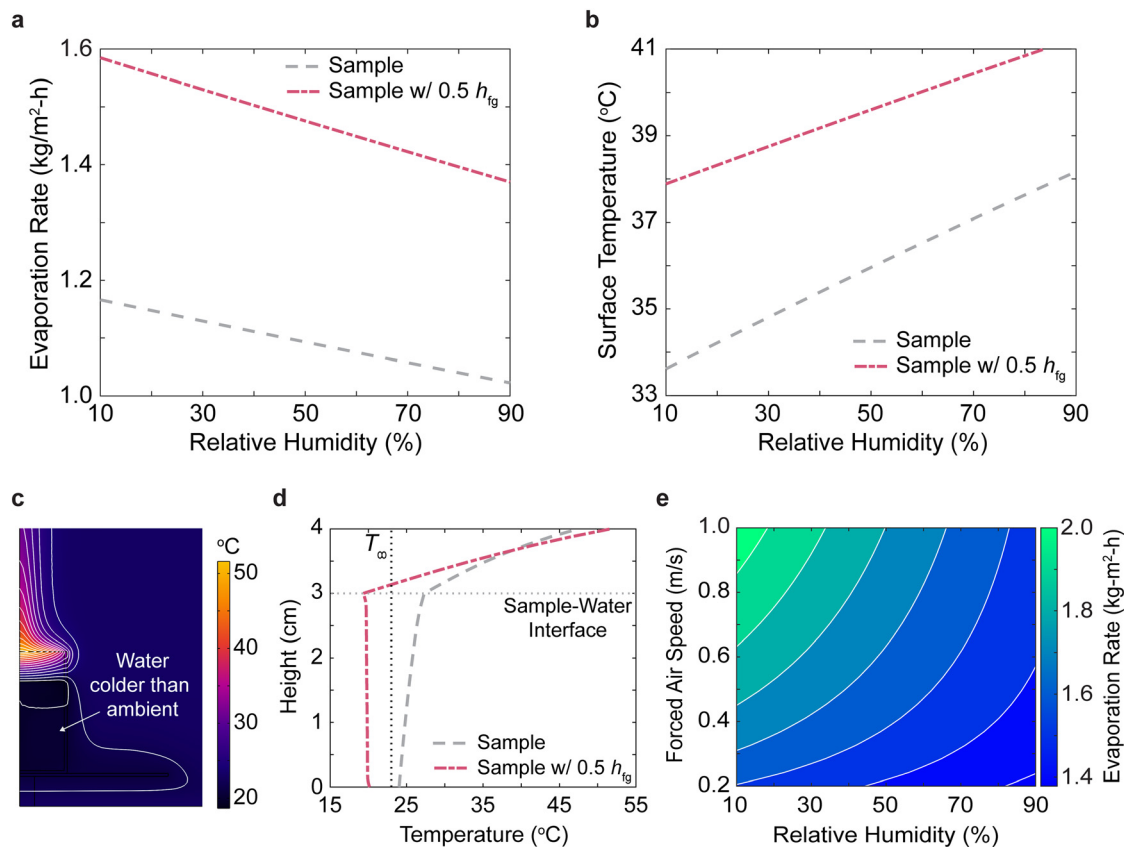 a
1.6
1.4
1.2
1.0
Evaporation Rate (kg/m²-h)
Sample
Sample w/ 0.5 hfg
10 30 50 70 90
Relative Humidity (%)
b
41
39
37
35
33
Surface Temperature (°C)
Sample
Sample w/ 0.5 hfg
10 30 50 70 90
Relative Humidity (%)
c
°C
50
40
30
20
Water
colder than
ambient
d
4
3
2
1
0
Height (cm)
T∞
Sample-Water
Interface
Sample
Sample w/ 0.5 hfg
15 25 35 45 55
Temperature (°C)
e
1.0
0.8
0.6
0.4
0.2
Forced Air Speed (m/s)
10 30 50 70 90
Relative Humidity (%)
2.0
1.8
1.6
1.4
Evaporation Rate (kg-m²-h)